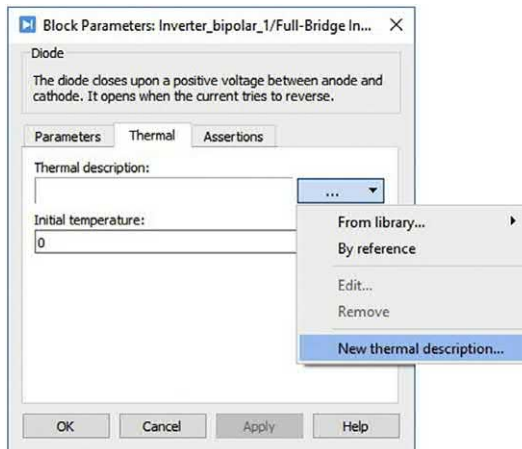 Block Parameters: Inverter_bipolar_1/Full-Bridge In...
Diode
The diode closes upon a positive voltage between anode and
cathode. It opens when the current tries to reverse.
Parameters Thermal Assertions
Thermal description:
...
Initial temperature:
0
From library...
By reference
Edit...
Remove
New thermal description...
OK Cancel Apply Help